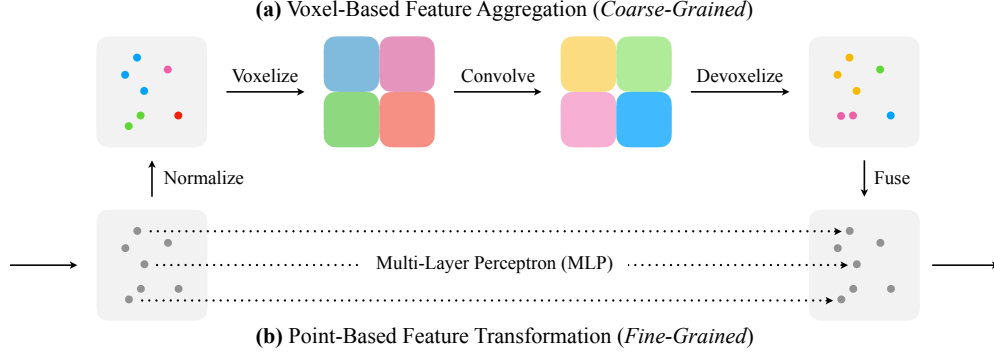 (a) Voxel-Based Feature Aggregation (Coarse-Grained)
Voxelize
Convolve
Devoxelize
Normalize
Fuse
Multi-Layer Perceptron (MLP)
(b) Point-Based Feature Transformation (Fine-Grained)